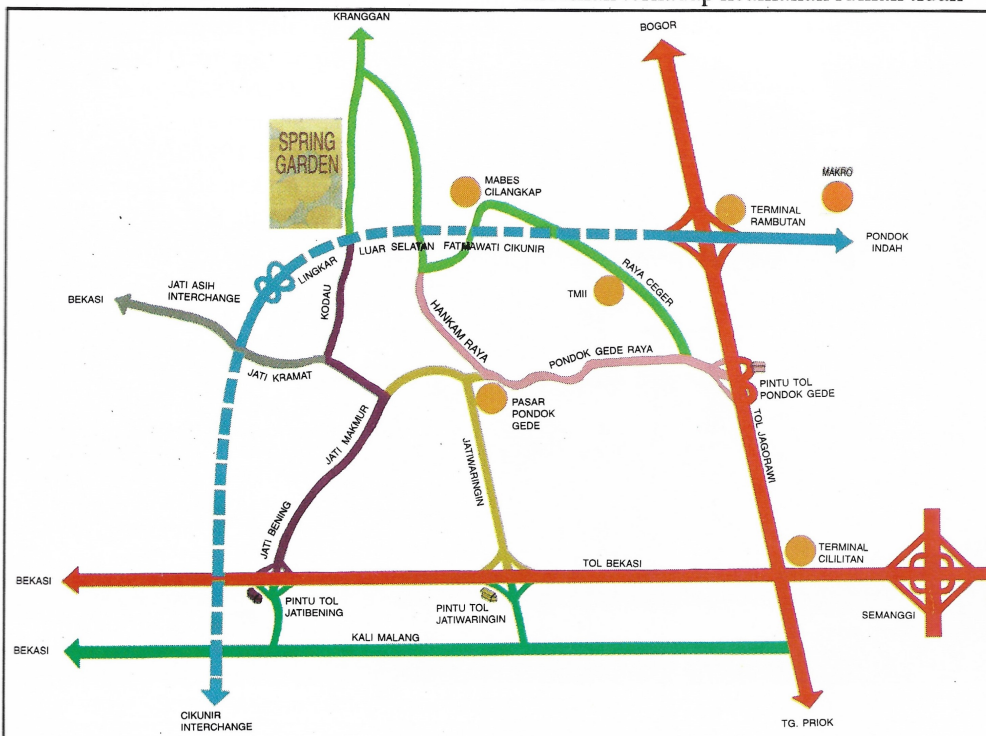 KRANGGAN
BOGOR
SPRING
GARDEN
MABES
CILANGKAP
MAKRO
TERMINAL
RAMBUTAN
PONDOK
INDAH
LINGKAR LUAR SELATAN FATMAWATI CIKUNIR
JATI ASIH
INTERCHANGE
BEKASI
KODAU
RAYA CEGER
TMII
HANKAM RAYA
JATI KRAMAT
PONDOK GEDE RAYA
PINTU TOL
PONDOK GEDE
PASAR
PONDOK
GEDE
JATI MAKMUR
JATIWARINGIN
TOL JAGORAWI
JATI BENING
TERMINAL
CILILITAN
BEKASI
TOL BEKASI
SEMANGGI
PINTU TOL
JATIBENING
PINTU TOL
JATIWARINGIN
BEKASI
KALI MALANG
CIKUNIR
INTERCHANGE
TG. PRIOK